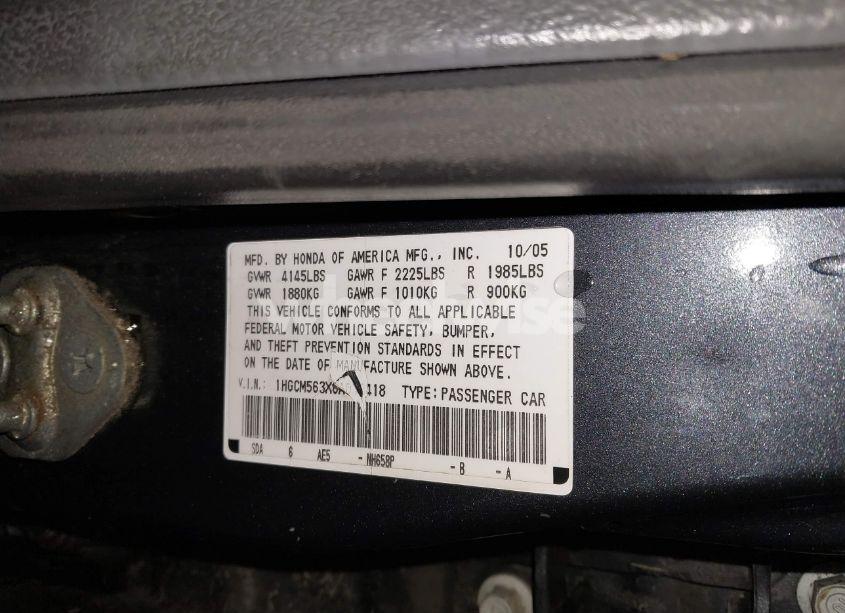 MFD. BY HONDA OF AMERICA MFG., INC. 10/05
GVWR 4145LBS GAWR F 2225LBS R 1985LBS
GVWR 1880KG GAWR F 1010KG R 900KG
THIS VEHICLE CONFORMS TO ALL APPLICABLE
FEDERAL MOTOR VEHICLE SAFETY, BUMPER,
AND THEFT PREVENTION STANDARDS IN EFFECT
ON THE DATE OF MANUFACTURE SHOWN ABOVE.
V.I.N.: TYPE: PASSENGER CAR
SDA 6 AE5 - NH658P - B - A